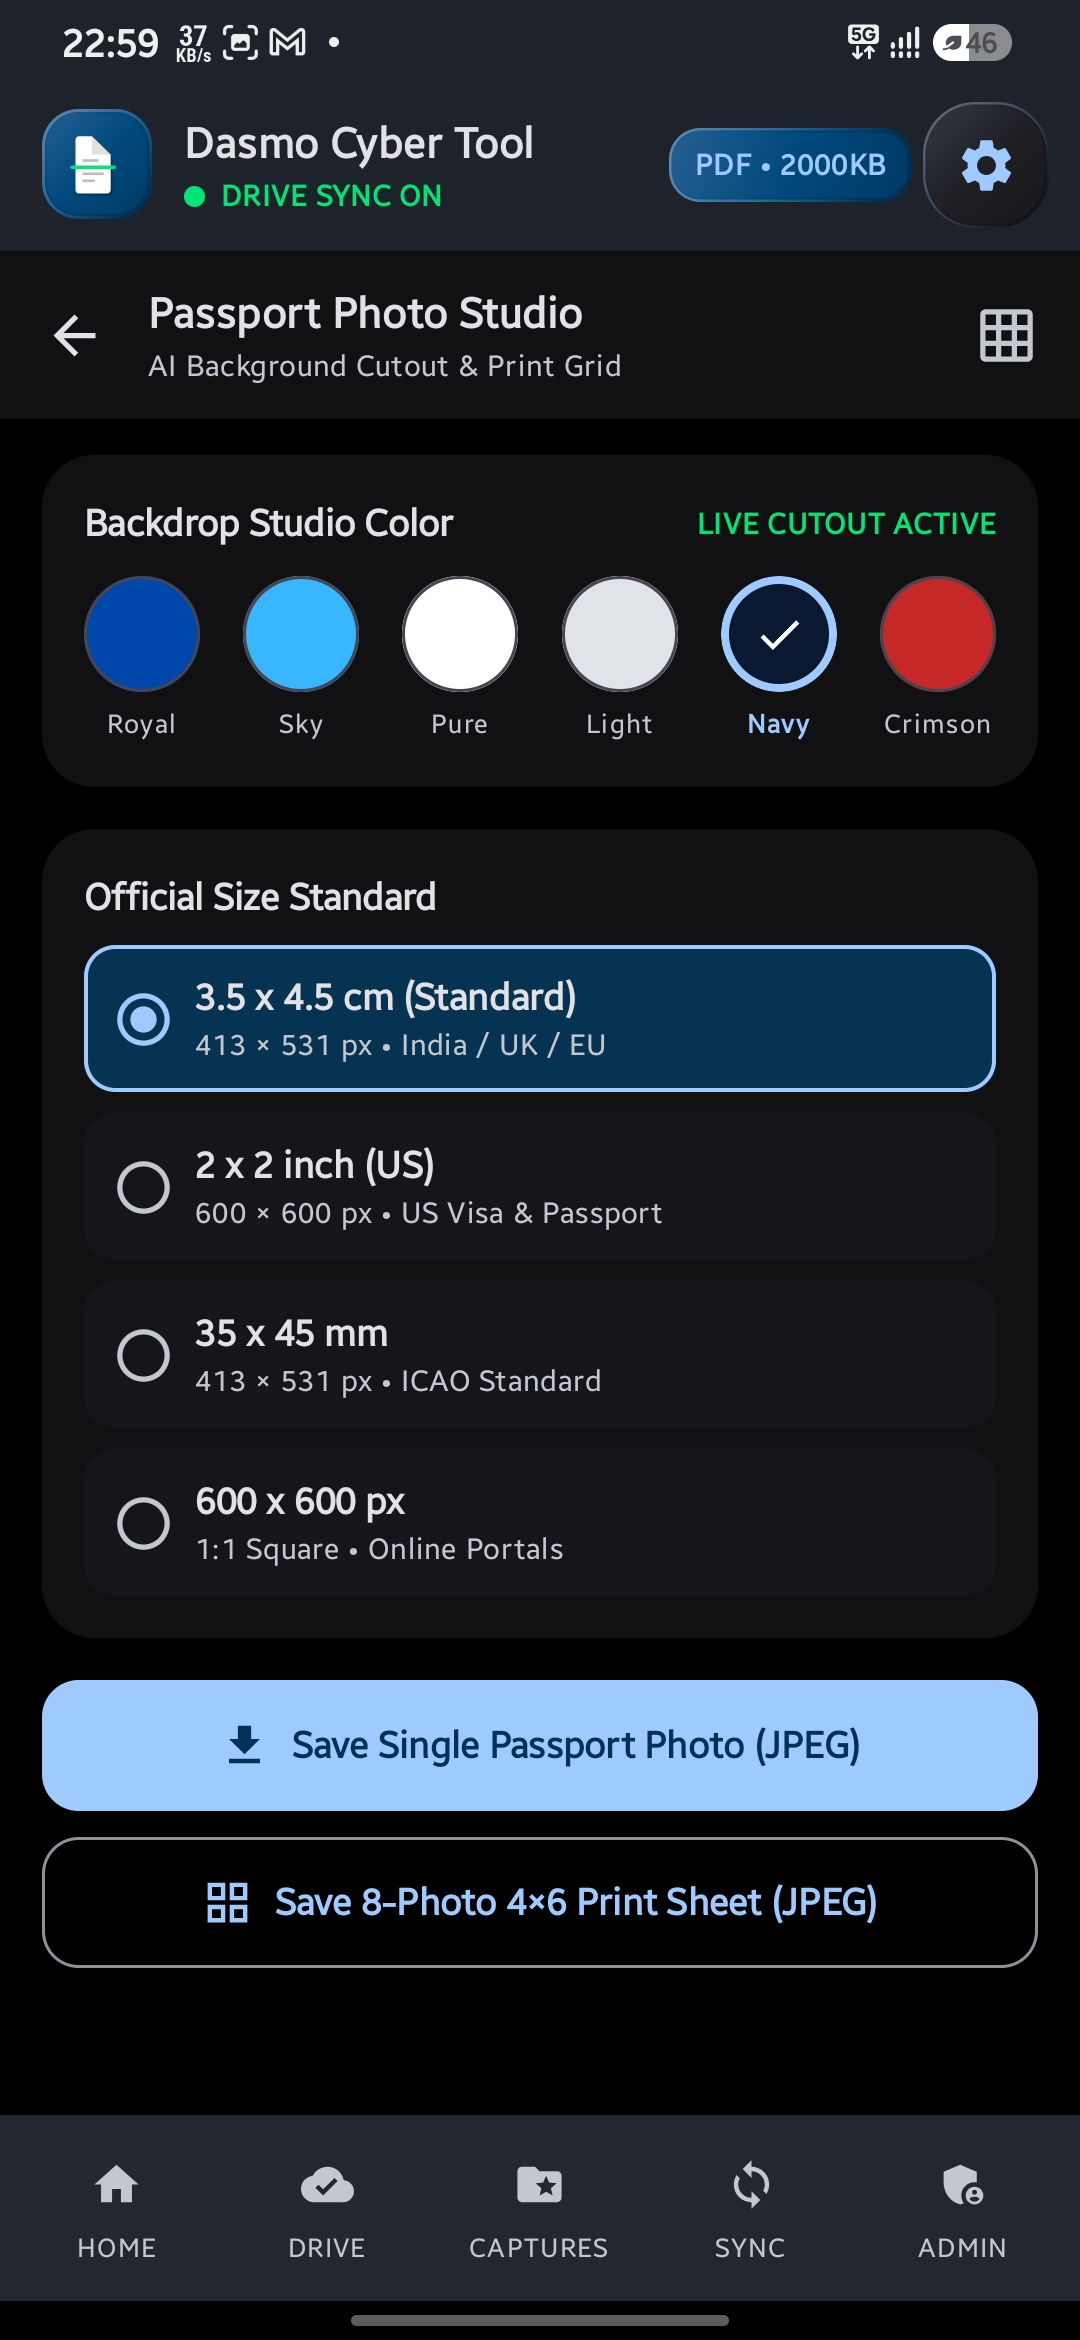 22:59 37 KB/s 5G 46
Dasmo Cyber Tool
DRIVE SYNC ON
PDF • 2000KB
Passport Photo Studio
AI Background Cutout & Print Grid
Backdrop Studio Color
LIVE CUTOUT ACTIVE
Royal Sky Pure Light Navy Crimson
Official Size Standard
3.5 x 4.5 cm (Standard)
413 × 531 px • India / UK / EU
2 x 2 inch (US)
600 × 600 px • US Visa & Passport
35 x 45 mm
413 × 531 px • ICAO Standard
600 x 600 px
1:1 Square • Online Portals
Save Single Passport Photo (JPEG)
Save 8-Photo 4×6 Print Sheet (JPEG)
HOME DRIVE CAPTURES SYNC ADMIN